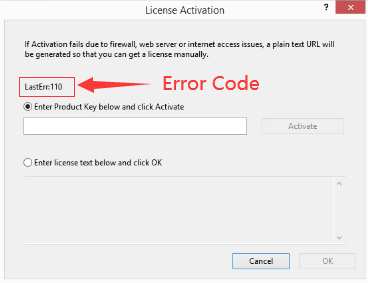 License Activation
?
If Activation fails due to firewall, web server or internet access issues, a plain text URL will
be generated so that you can get a license manually.
LastErr:110
Error Code
Enter Product Key below and click Activate
Activate
Enter license text below and click OK
Cancel
OK